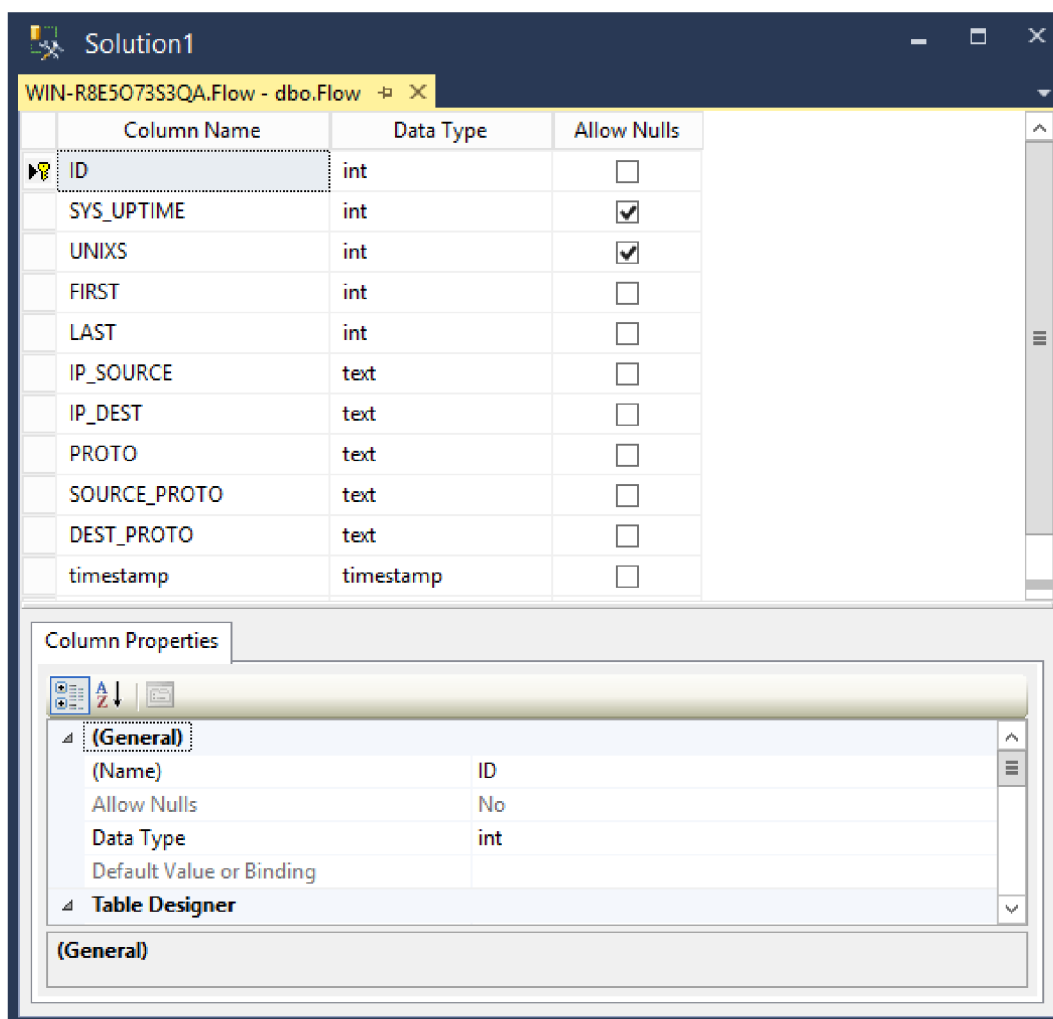 Solution1
WIN-R8E5O73S3QA.Flow - dbo.Flow
Column Name Data Type Allow Nulls
ID int
SYS_UPTIME int
UNIXS int
FIRST int
LAST int
IP_SOURCE text
IP_DEST text
PROTO text
SOURCE_PROTO text
DEST_PROTO text
timestamp timestamp
Column Properties
(General)
(Name) ID
Allow Nulls No
Data Type int
Default Value or Binding
Table Designer
(General)